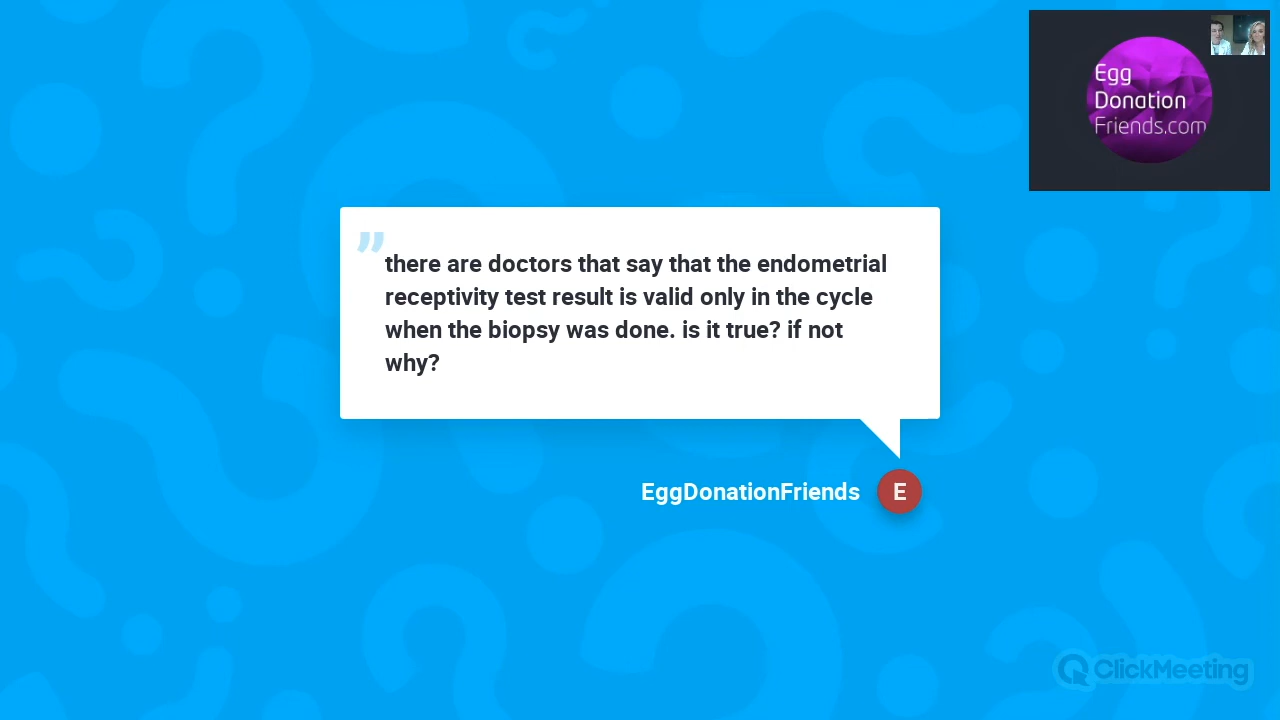 Egg
Donation
Friends.com
”
there are doctors that say that the endometrial
receptivity test result is valid only in the cycle
when the biopsy was done. is it true? if not
why?
EggDonationFriends
E
ClickMeeting